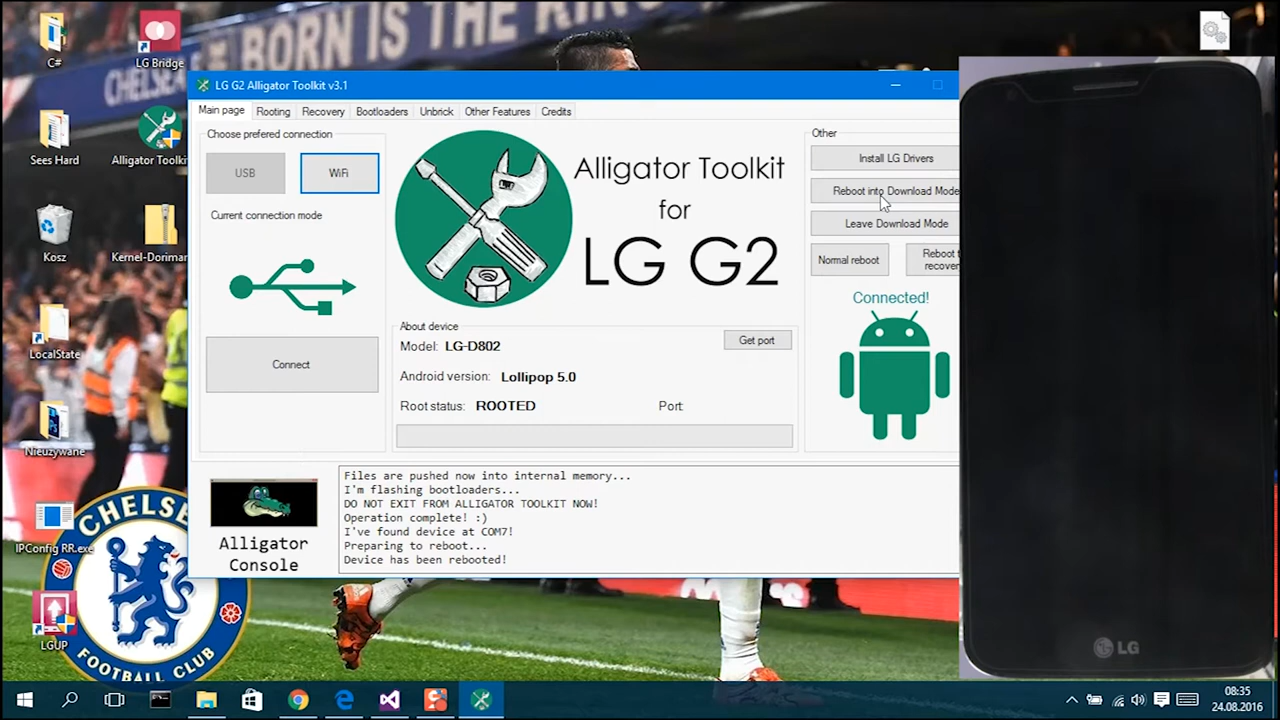 BORN IS THE KING
C#
LG Bridge
Sees Hard
Alligator Toolkit
Kosz
Kernel-Doriman
LocalState
Nieuzywane
IPConfig RR.exe
LGUP
CHELSE
FOOTBALL CLUB
LG G2 Alligator Toolkit v3.1
Main page
Rooting
Recovery
Bootloaders
Unbrick
Other Features
Credits
Choose prefered connection
USB
WiFi
Current connection mode
Connect
Alligator Toolkit
for
LG G2
About device
Get port
Model: LG-D802
Android version: Lollipop 5.0
Root status: ROOTED
Port:
Other
Install LG Drivers
Reboot into Download Mode
Leave Download Mode
Normal reboot
Reboot t
recovery
Connected!
Alligator
Console
Files are pushed now into internal memory...
I'm flashing bootloaders...
DO NOT EXIT FROM ALLIGATOR TOOLKIT NOW!
Operation complete! :)
I've found device at COM7!
Preparing to reboot...
Device has been rebooted!
LG
08:35
24.08.2016